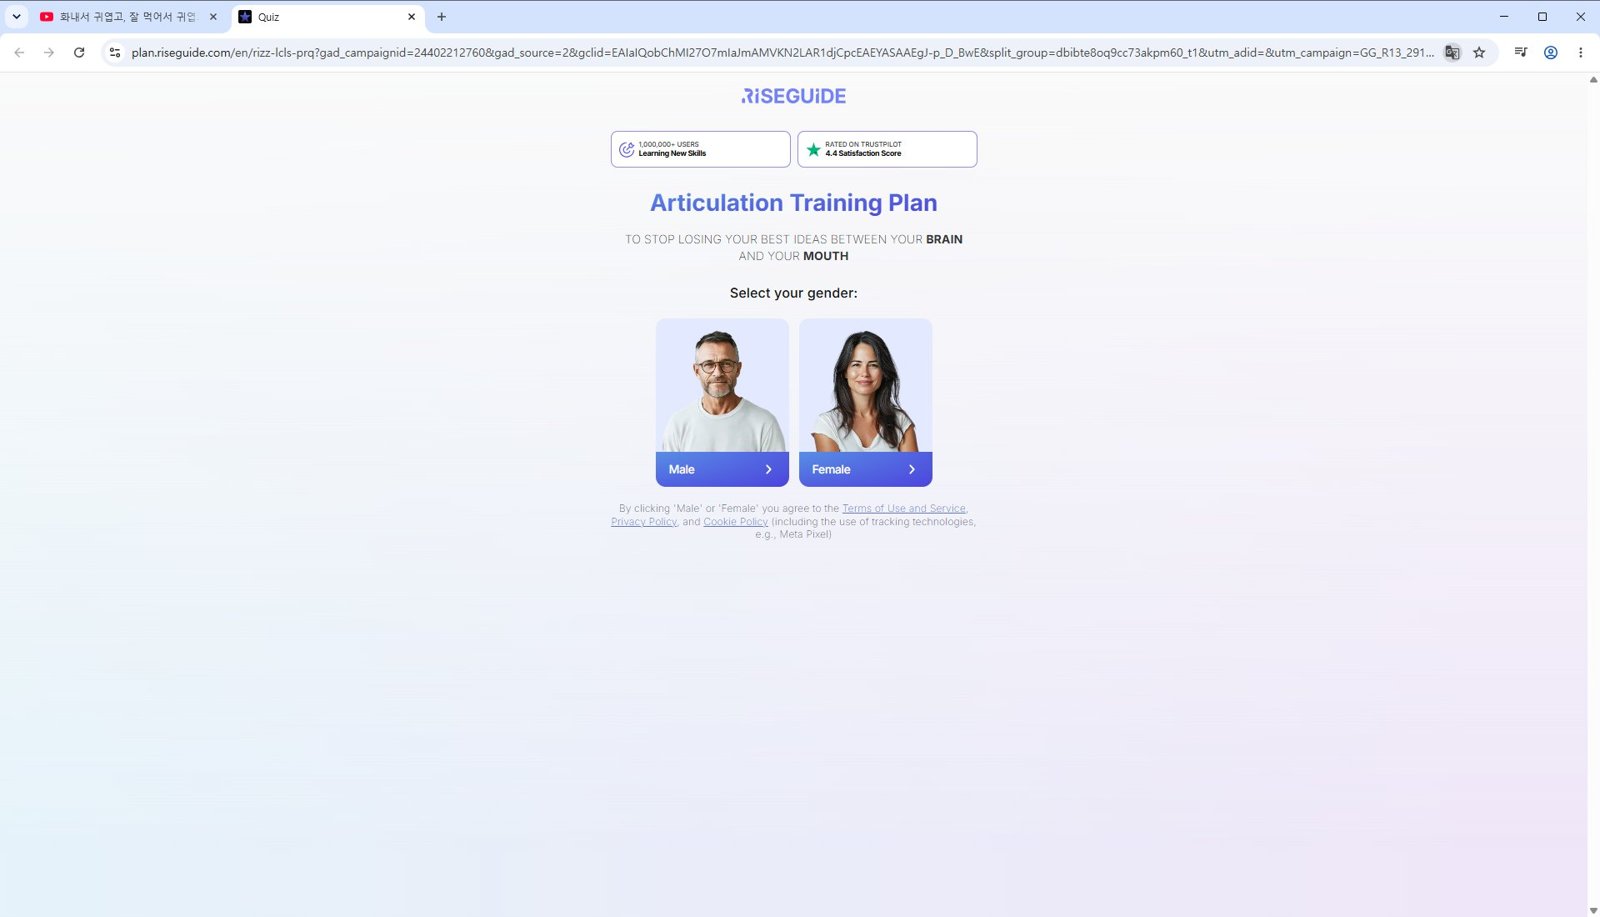 화내서 귀엽고, 잘 먹어서 귀엽
Quiz
plan.riseguide.com/en/rizz-lcls-prq?gad_campaignid=24402212760&gad_source=2&gclid=EAIaIQobChMI27O7mIaJmAMVKN2LAR1djCpcEAEYASAAEgJ-p_D_BwE&split_group=dbibte8oq9cc73akpm60_t1&utm_adid=&utm_campaign=GG_R13_291...
RiSEGUiDE
1,000,000+ USERS
Learning New Skills
RATED ON TRUSTPILOT
4.4 Satisfaction Score
Articulation Training Plan
TO STOP LOSING YOUR BEST IDEAS BETWEEN YOUR BRAIN
AND YOUR MOUTH
Select your gender:
Male
Female
By clicking 'Male' or 'Female' you agree to the Terms of Use and Service,
Privacy Policy, and Cookie Policy (including the use of tracking technologies,
e.g., Meta Pixel)